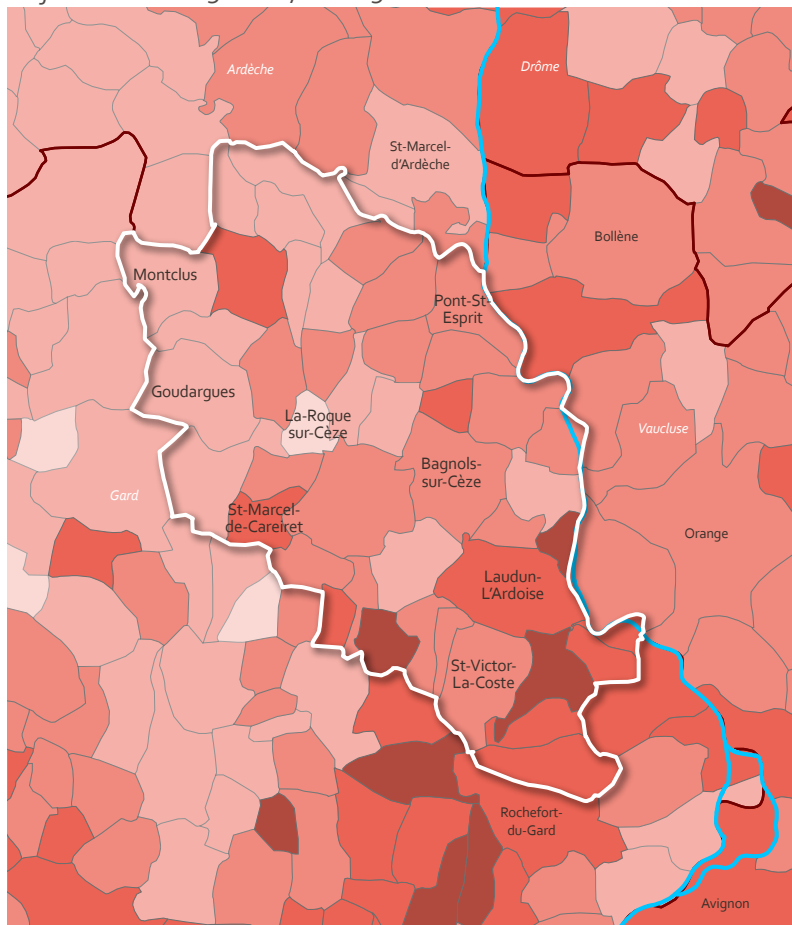 Ardèche
Drôme
St-Marcel-
d'Ardèche
Bollène
Montclus
Pont-St-
Esprit
Goudargues
La-Roque
sur-Cèze
Vaucluse
Bagnols-
sur-Cèze
Gard
St-Marcel-
de-Careiret
Orange
Laudun-
L'Ardoise
St-Victor-
La-Coste
Rochefort-
du-Gard
Avignon